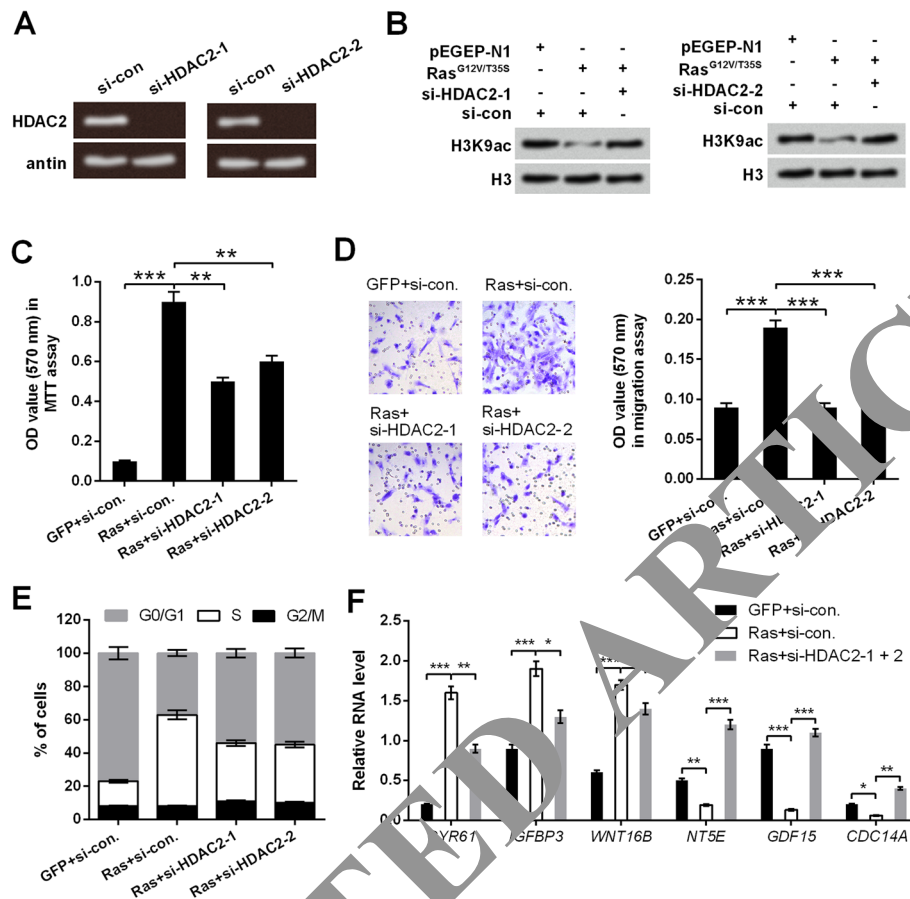 A
si-con
si-HDAC2-1
si-con
si-HDAC2-2
HDAC2
antin
B
pEGEP-N1 + - -
Ras^G12V/T35S - + +
si-HDAC2-1 - - +
si-con + + -
H3K9ac
H3
pEGEP-N1 + - -
Ras^G12V/T35S - + +
si-HDAC2-2 - - +
si-con + + -
H3K9ac
H3
C
OD value (570 nm) in
MTT assay
1.0
0.8
0.6
0.4
0.2
0.0
*** ** **
GFP+si-con.
Ras+si-con.
Ras+si-HDAC2-1
Ras+si-HDAC2-2
D
GFP+si-con.
Ras+si-con.
Ras+
si-HDAC2-1
Ras+
si-HDAC2-2
OD value (570 nm)
in migration assay
0.25
0.20
0.15
0.10
0.05
0.00
*** *** ***
GFP+si-con.
Ras+si-con.
Ras+si-HDAC2-1
E
G0/G1 S G2/M
% of cells
120
100
80
60
40
20
0
GFP+si-con.
Ras+si-con.
Ras+si-HDAC2-1
Ras+si-HDAC2-2
F
GFP+si-con.
Ras+si-con.
Ras+si-HDAC2-1 + 2
Relative RNA level
2.5
2.0
1.5
1.0
0.5
*** ** *** * ** *** *** *** * **
YR61
GFBP3
WNT16B
NT5E
GDF15
CDC14A
TED ARTIC